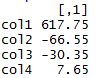 [,1]
col1 617.75
col2 -66.55
col3 -30.35
col4 7.65